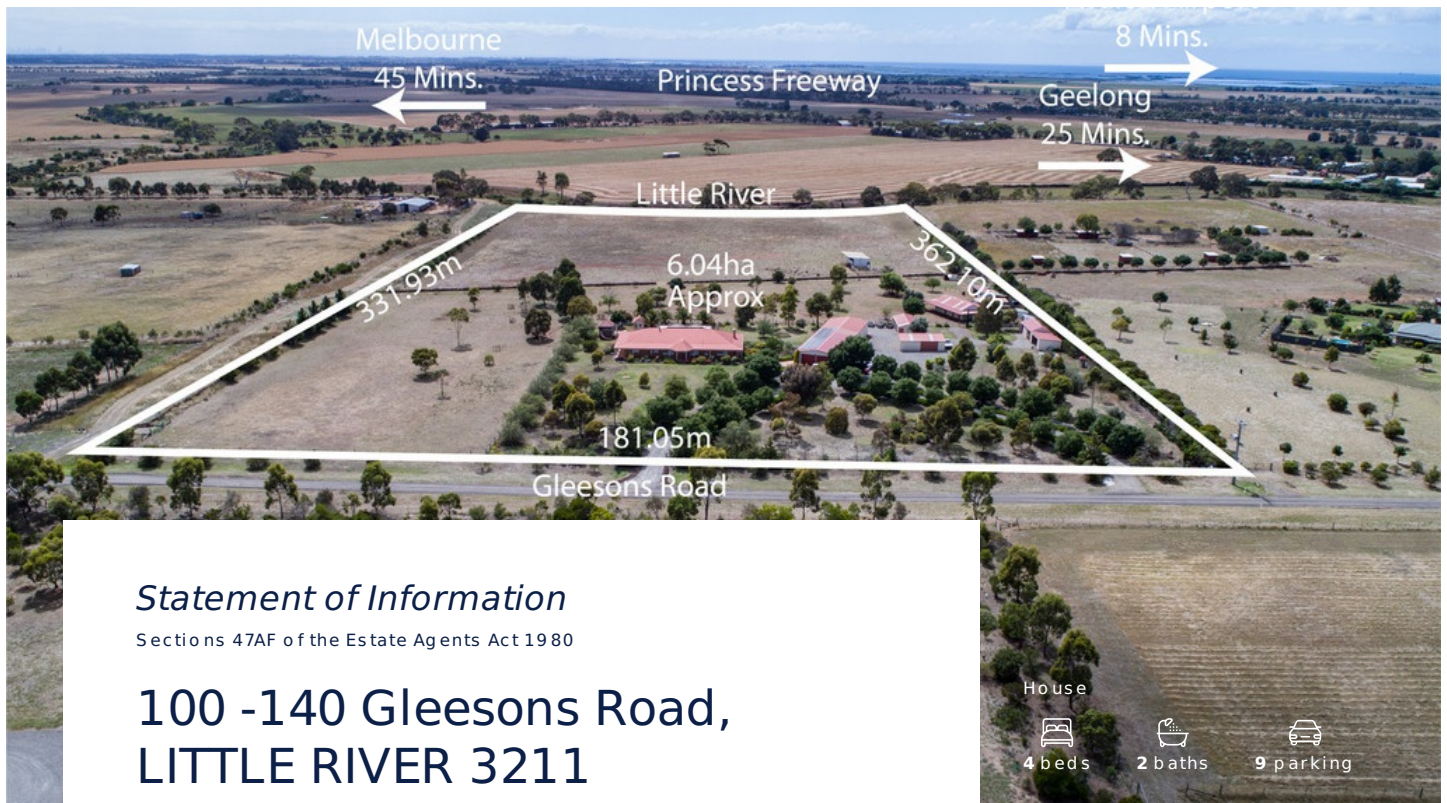 Melbourne
45 Mins.
Princess Freeway
8 Mins.
Geelong
25 Mins.
Little River
331.93m
6.04ha
Approx
362.10m
181.05m
Gleesons Road
Statement of Information
Sections 47AF of the Estate Agents Act 1980
100 -140 Gleesons Road,
LITTLE RIVER 3211
House
4 beds 2 baths 9 parking